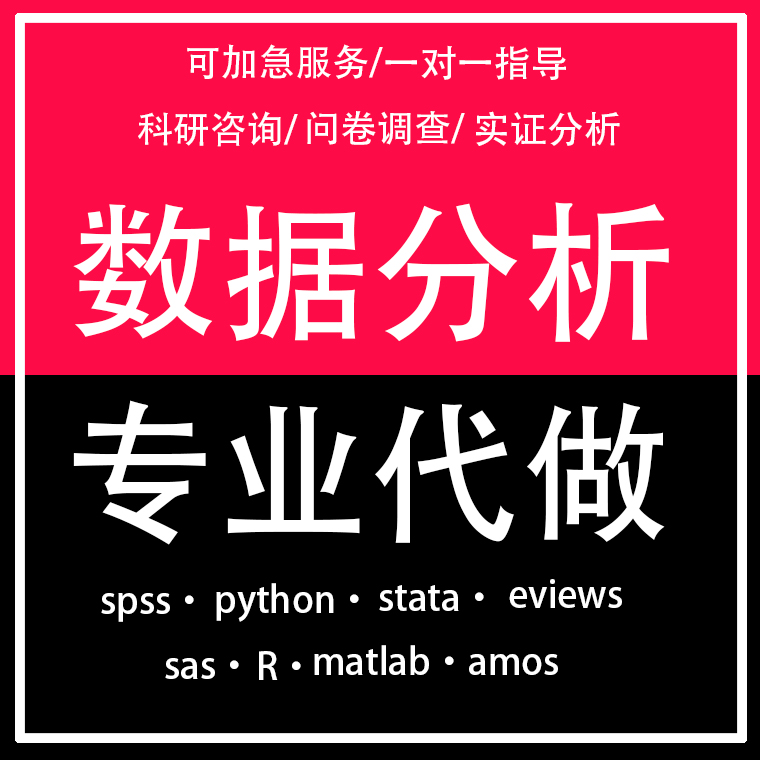 可加急服务/一对一指导
科研咨询/问卷调查/实证分析
数据分析
专业代做
spss·python·stata·eviews
sas·R·matlab·amos